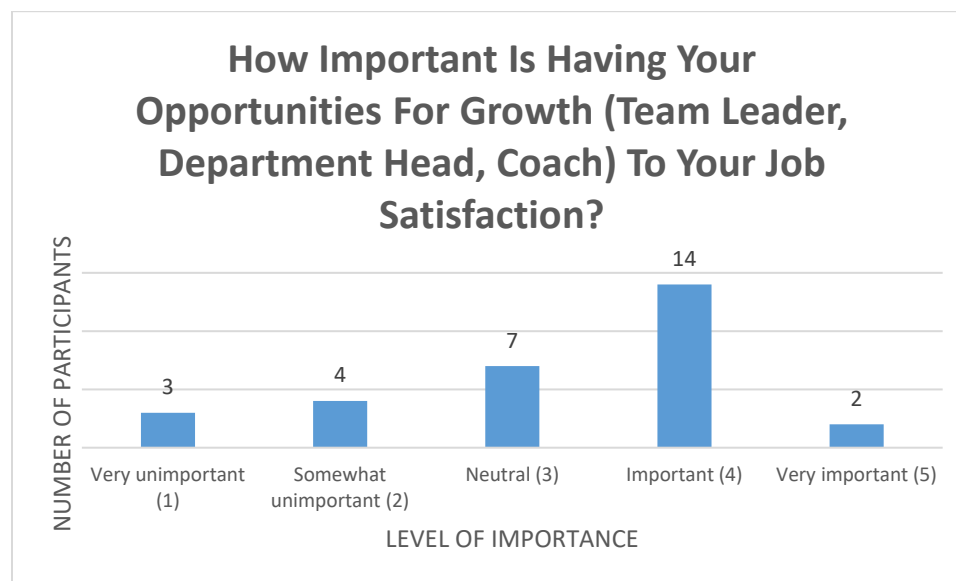 How Important Is Having Your
Opportunities For Growth (Team Leader,
Department Head, Coach) To Your Job
Satisfaction?
NUMBER OF PARTICIPANTS
3
4
7
14
2
Very unimportant
(1)
Somewhat
unimportant (2)
Neutral (3)
Important (4)
Very important (5)
LEVEL OF IMPORTANCE